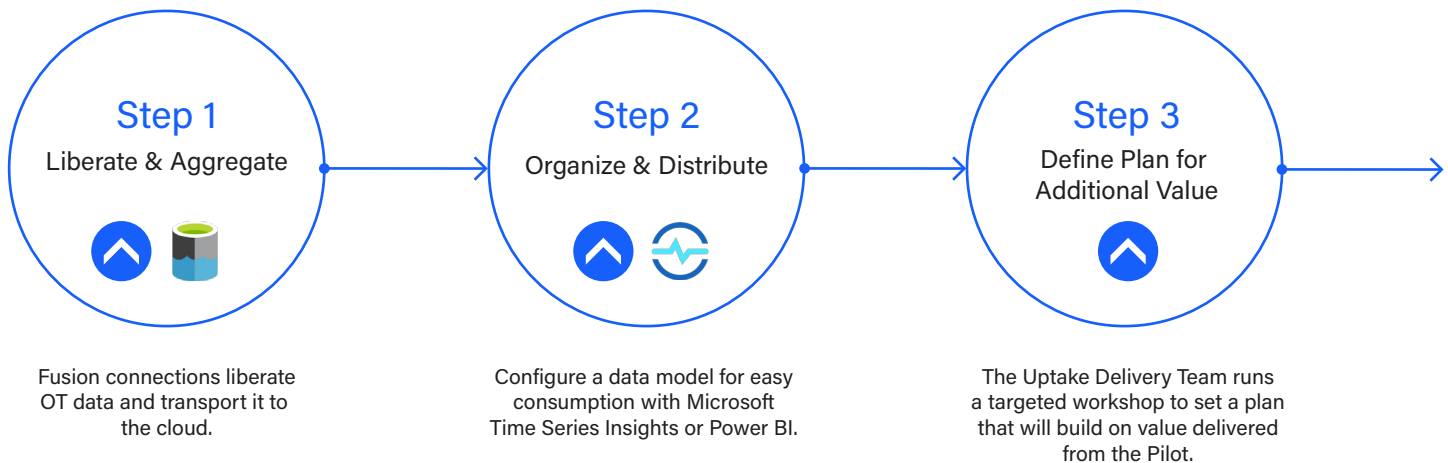 Step 1
Liberate & Aggregate
Step 2
Organize & Distribute
Step 3
Define Plan for
Additional Value
Fusion connections liberate
OT data and transport it to
the cloud.
Configure a data model for easy
consumption with Microsoft
Time Series Insights or Power BI.
The Uptake Delivery Team runs
a targeted workshop to set a plan
that will build on value delivered
from the Pilot.